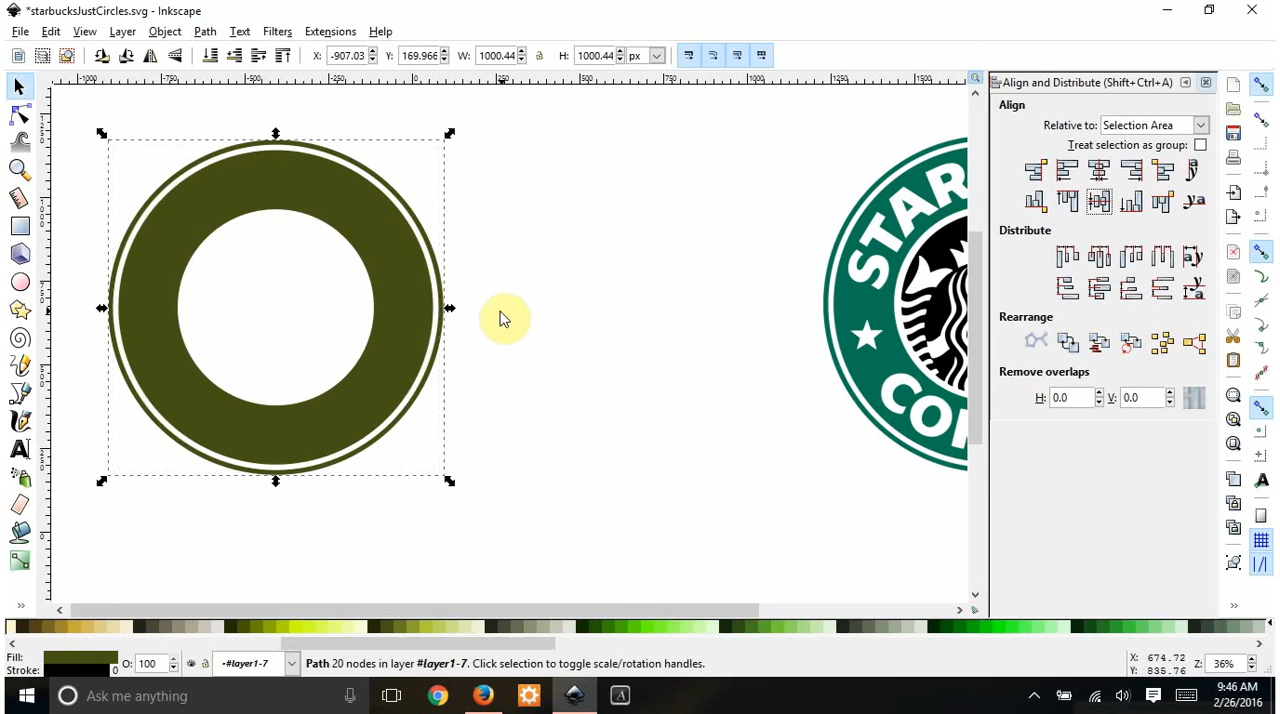 *starbucksJustCircles.svg - Inkscape
File Edit View Layer Object Path Text Filters Extensions Help
X: -907.03 Y: 169.966 W: 1000.44 H: 1000.44 px
Align and Distribute (Shift+Ctrl+A)
Align
Relative to: Selection Area
Treat selection as group:
Distribute
Rearrange
Remove overlaps
H: 0.0 V: 0.0
STAR
CO
Fill:
Stroke: 0
O: 100
•#layer1-7
Path 20 nodes in layer #layer1-7. Click selection to toggle scale/rotation handles.
X: 674.72
Y: 835.76
Z: 36%
Ask me anything
9:46 AM
2/26/2016